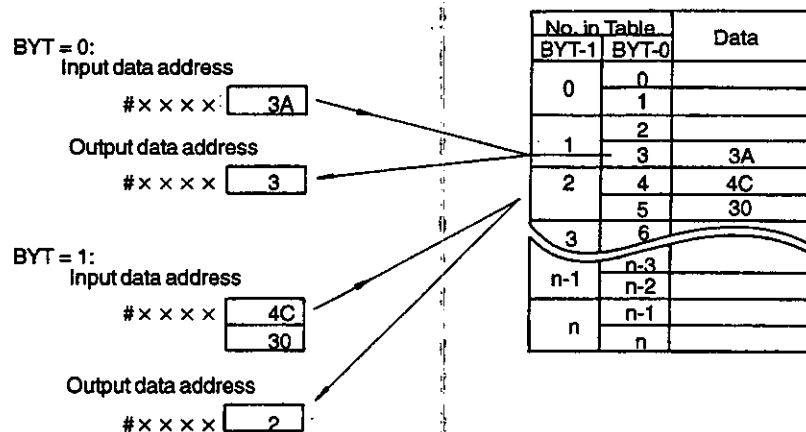 BYT = 0:
Input data address
#×××× 3A
Output data address
#×××× 3
BYT = 1:
Input data address
#×××× 4C
30
Output data address
#×××× 2
No. in Table Data
BYT-1 BYT-0
0 0
1
1 2
3 3A
2 4 4C
5 30
3 6
n-1 n-3
n-2
n n-1
n